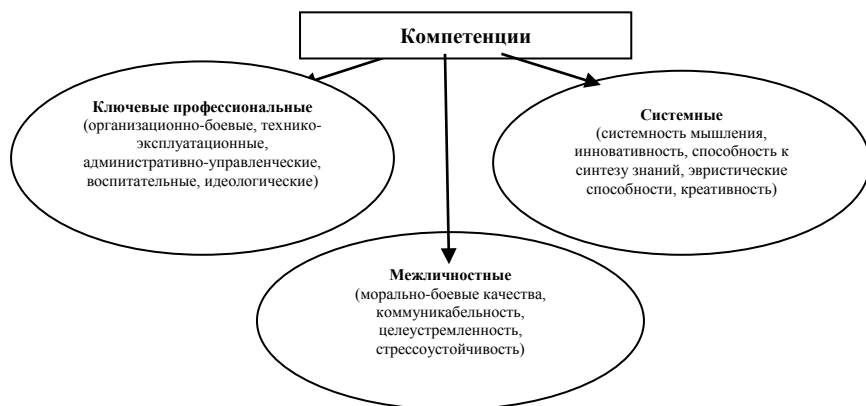 Компетенции
Ключевые профессиональные
(организационно-боевые, технико-
эксплуатационные,
административно-управленческие,
воспитательные, идеологические)
Системные
(системность мышления,
инновативность, способность к
синтезу знаний, эвристические
способности, креативность)
Межличностные
(морально-боевые качества,
коммуникабельность,
целеустремленность,
стрессоустойчивость)